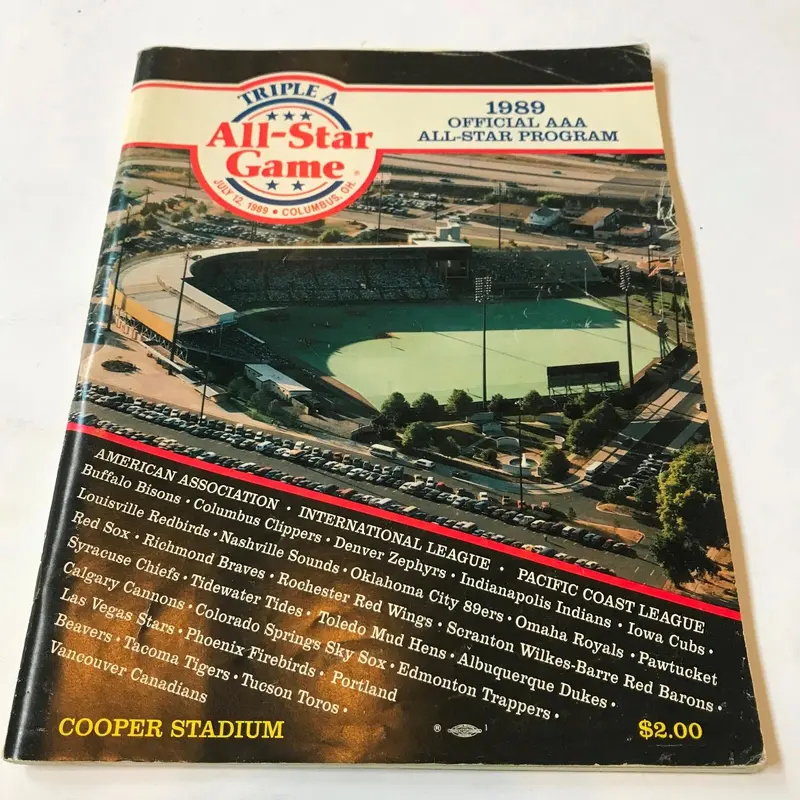 TRIPLE A
All-Star
Game
JULY 12, 1989 • COLUMBUS, OH. ®
1989
OFFICIAL AAA
ALL-STAR PROGRAM
AMERICAN ASSOCIATION • INTERNATIONAL LEAGUE • PACIFIC COAST LEAGUE
Buffalo Bisons • Columbus Clippers • Denver Zephyrs • Indianapolis Indians • Iowa Cubs •
Louisville Redbirds • Nashville Sounds • Oklahoma City 89ers • Omaha Royals • Pawtucket
Red Sox • Richmond Braves • Rochester Red Wings • Scranton Wilkes-Barre Red Barons •
Syracuse Chiefs • Tidewater Tides • Toledo Mud Hens • Albuquerque Dukes •
Calgary Cannons • Colorado Springs Sky Sox • Edmonton Trappers •
Las Vegas Stars • Phoenix Firebirds • Portland
Beavers • Tacoma Tigers • Tucson Toros •
Vancouver Canadians
COOPER STADIUM
®
$2.00